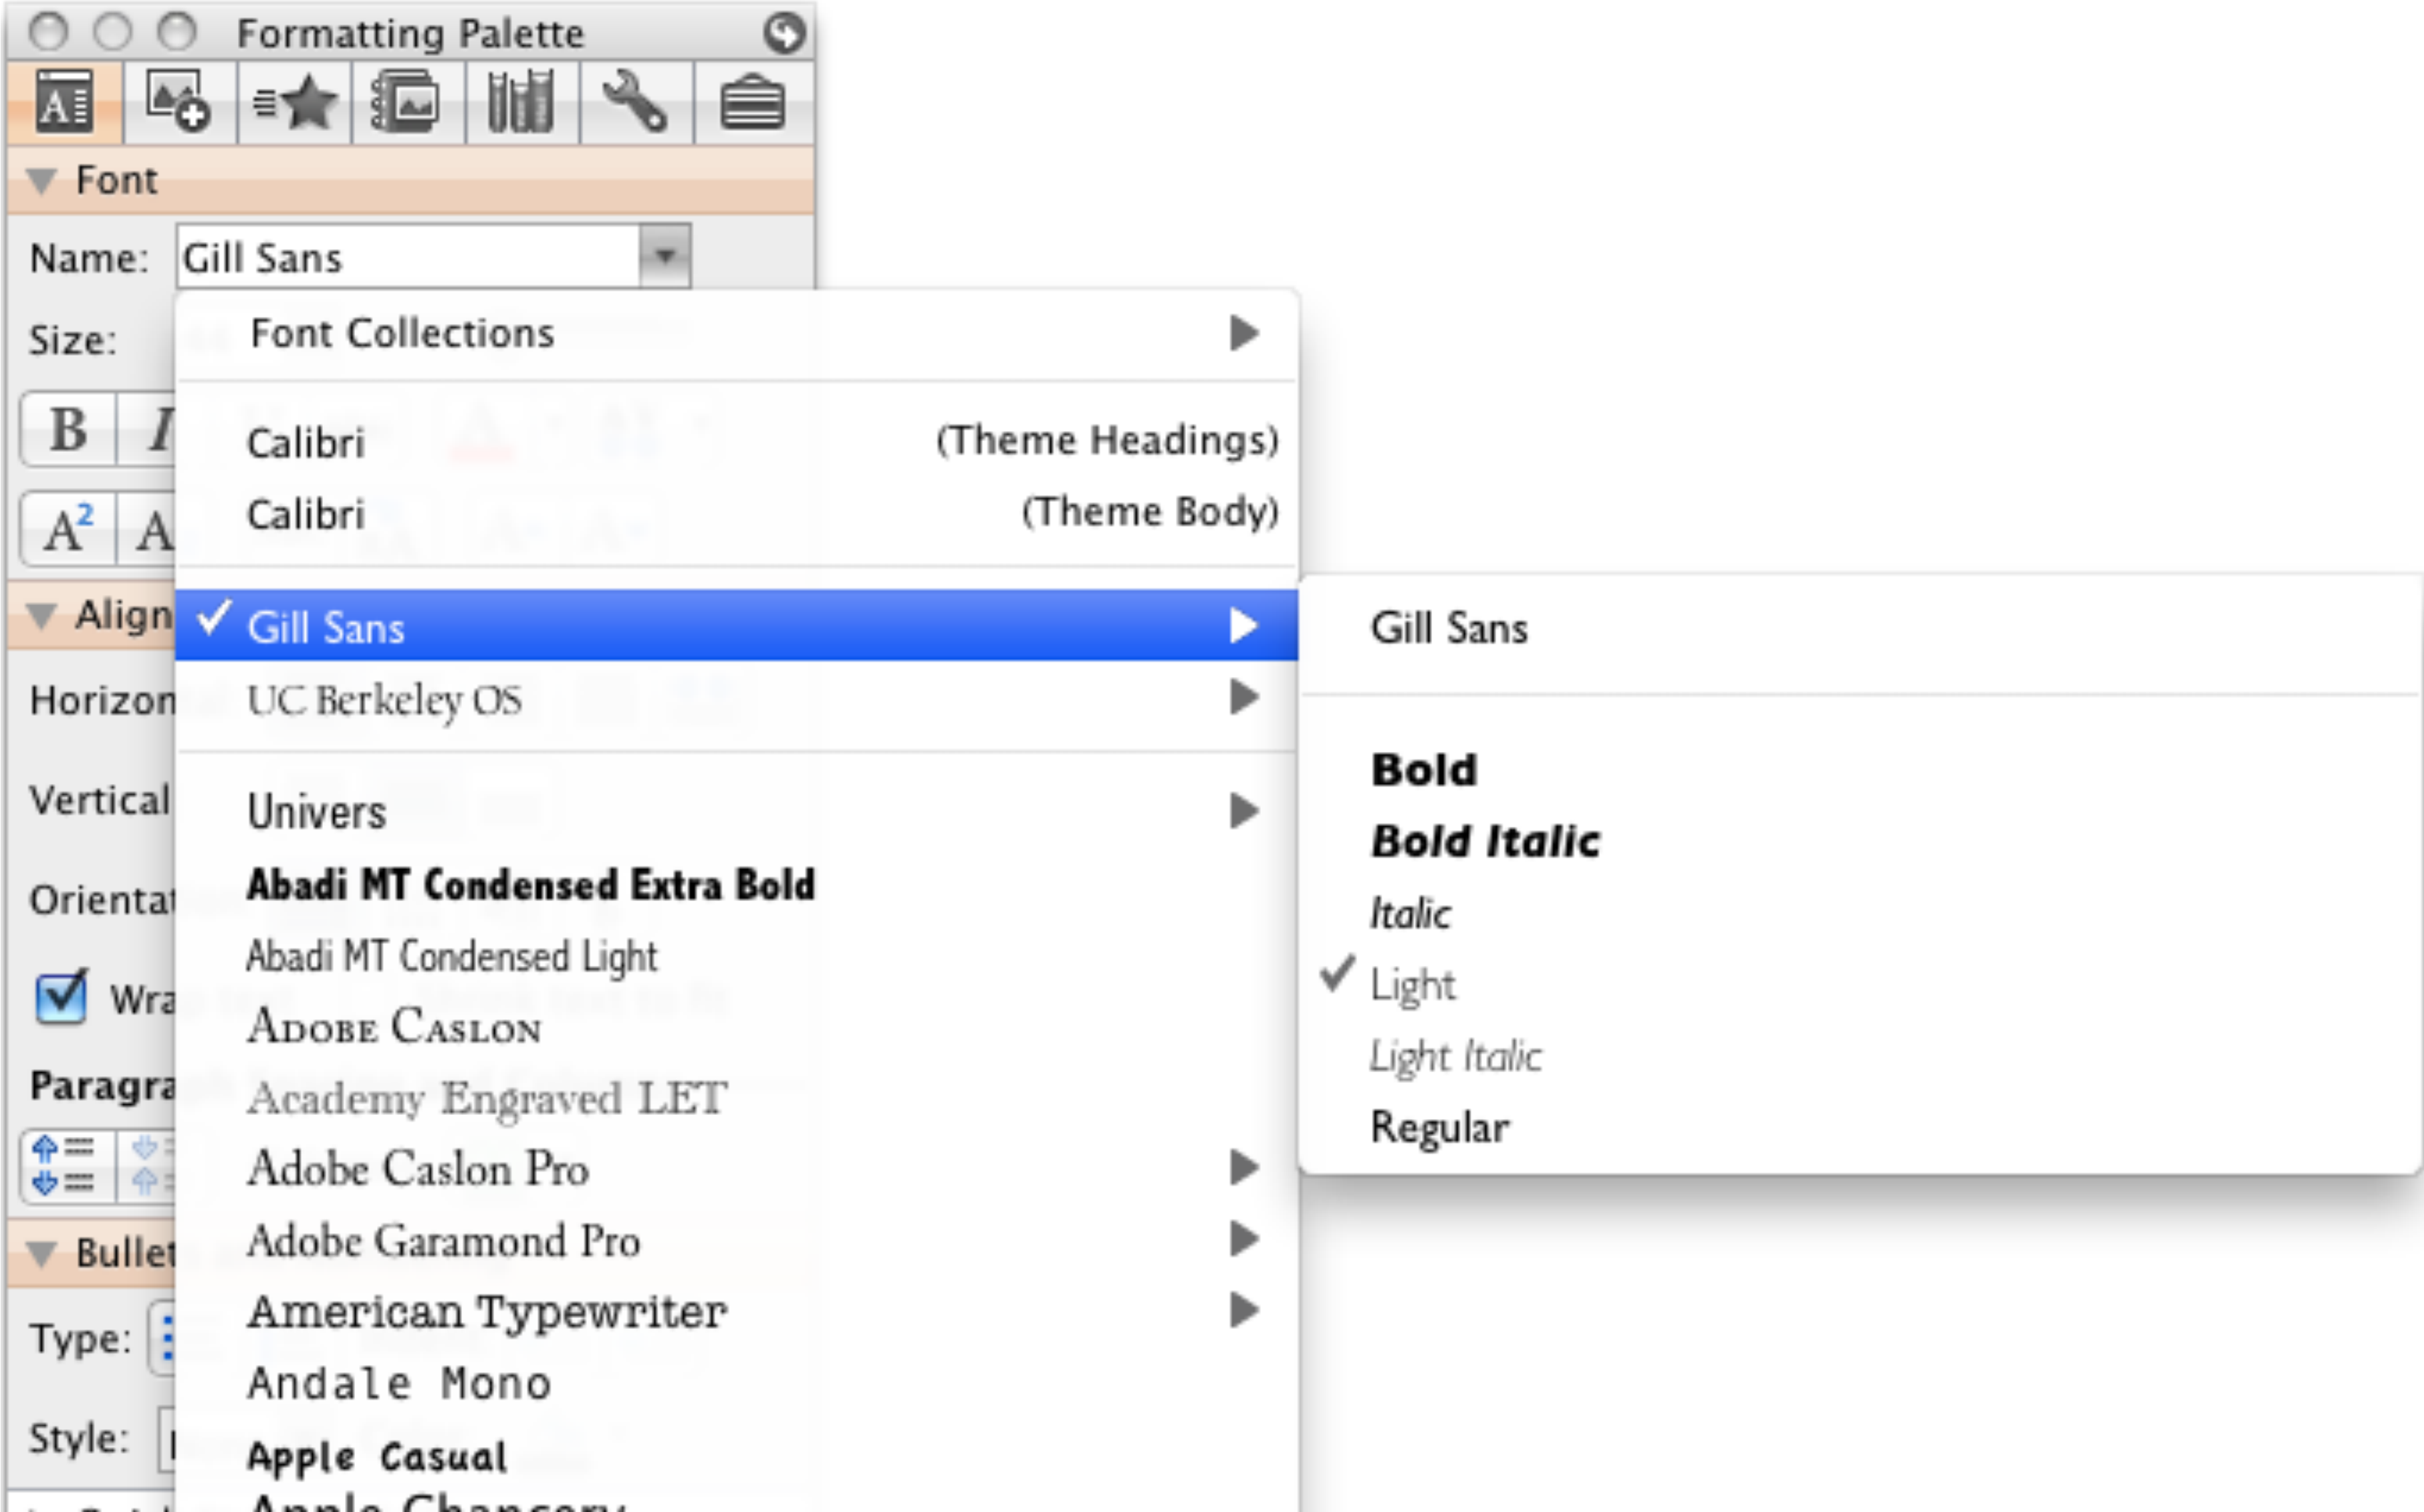 Formatting Palette
Font
Name: Gill Sans
Size:
Font Collections
B I
Calibri (Theme Headings)
A2 A
Calibri (Theme Body)
Align
Gill Sans
Gill Sans
Horizon
UC Berkeley OS
Bold
Vertical
Univers
Bold Italic
Orienta
Abadi MT Condensed Extra Bold
Italic
Abadi MT Condensed Light
Light
Wra
Adobe Caslon
Light Italic
Paragra
Academy Engraved LET
Regular
Adobe Caslon Pro
Bullet
Adobe Garamond Pro
Type:
American Typewriter
Andale Mono
Style:
Apple Casual
Apple Chancery